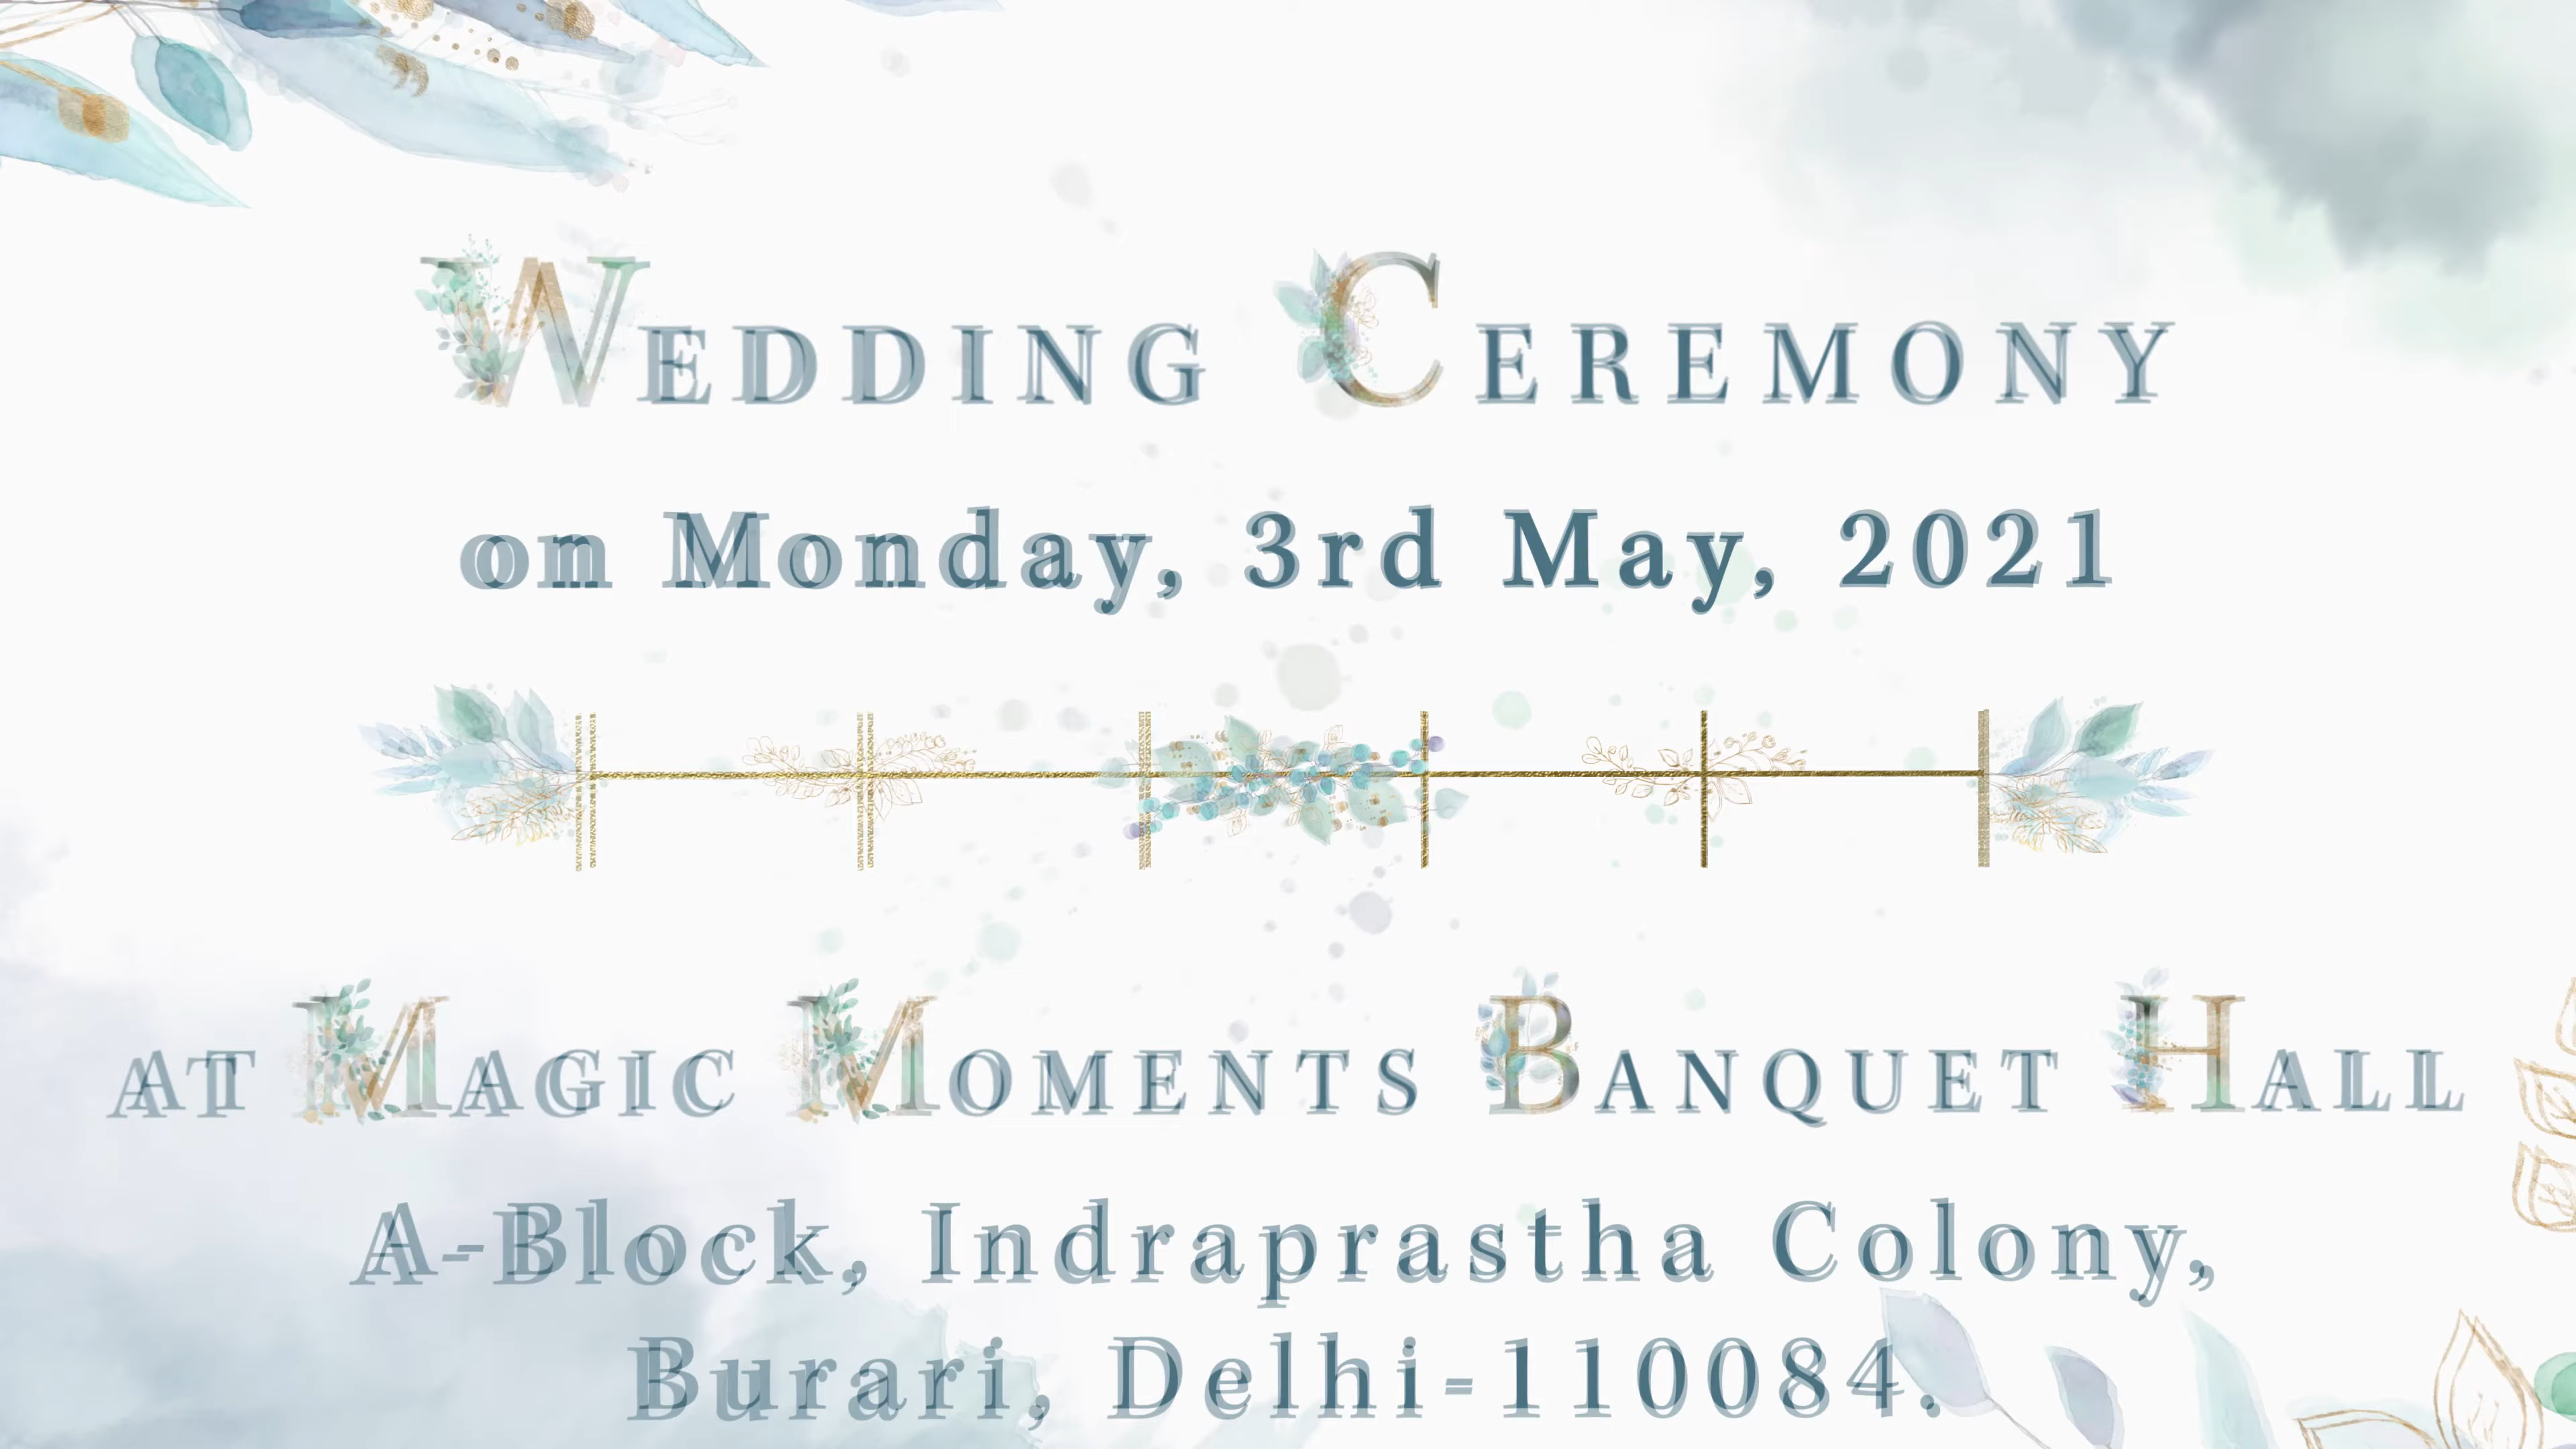 WEDDING CEREMONY
on Monday, 3rd May, 2021
AT MAGIC MOMENTS BANQUET HALL
A-Block, Indraprastha Colony,
Burari, Delhi-110084.